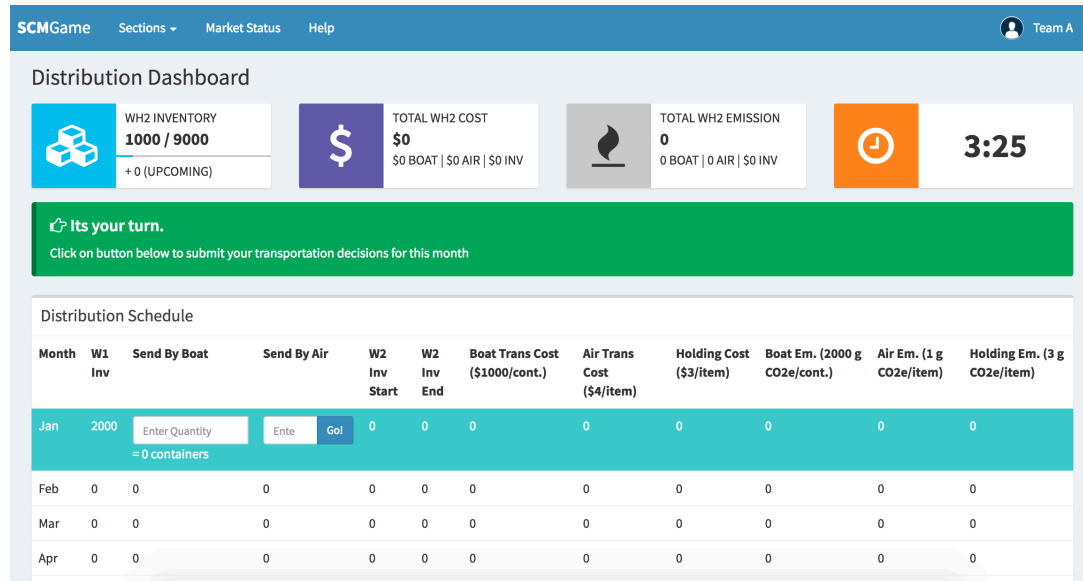 SCMGame Sections Market Status Help Team A
Distribution Dashboard
WH2 INVENTORY
1000 / 9000
+ 0 (UPCOMING)
TOTAL WH2 COST
$0
$0 BOAT | $0 AIR | $0 INV
TOTAL WH2 EMISSION
0
0 BOAT | 0 AIR | $0 INV
3:25
Its your turn.
Click on button below to submit your transportation decisions for this month
Distribution Schedule
Month W1 Inv Send By Boat Send By Air W2 Inv Start W2 Inv End Boat Trans Cost ($1000/cont.) Air Trans Cost ($4/item) Holding Cost ($3/item) Boat Em. (2000 g CO2e/cont.) Air Em. (1 g CO2e/item) Holding Em. (3 g CO2e/item)
Jan 2000 Enter Quantity Ente Go! 0 0 0 0 0 0 0 0
= 0 containers
Feb 0 0 0 0 0 0 0 0 0 0 0
Mar 0 0 0 0 0 0 0 0 0 0 0
Apr 0 0 0 0 0 0 0 0 0 0 0